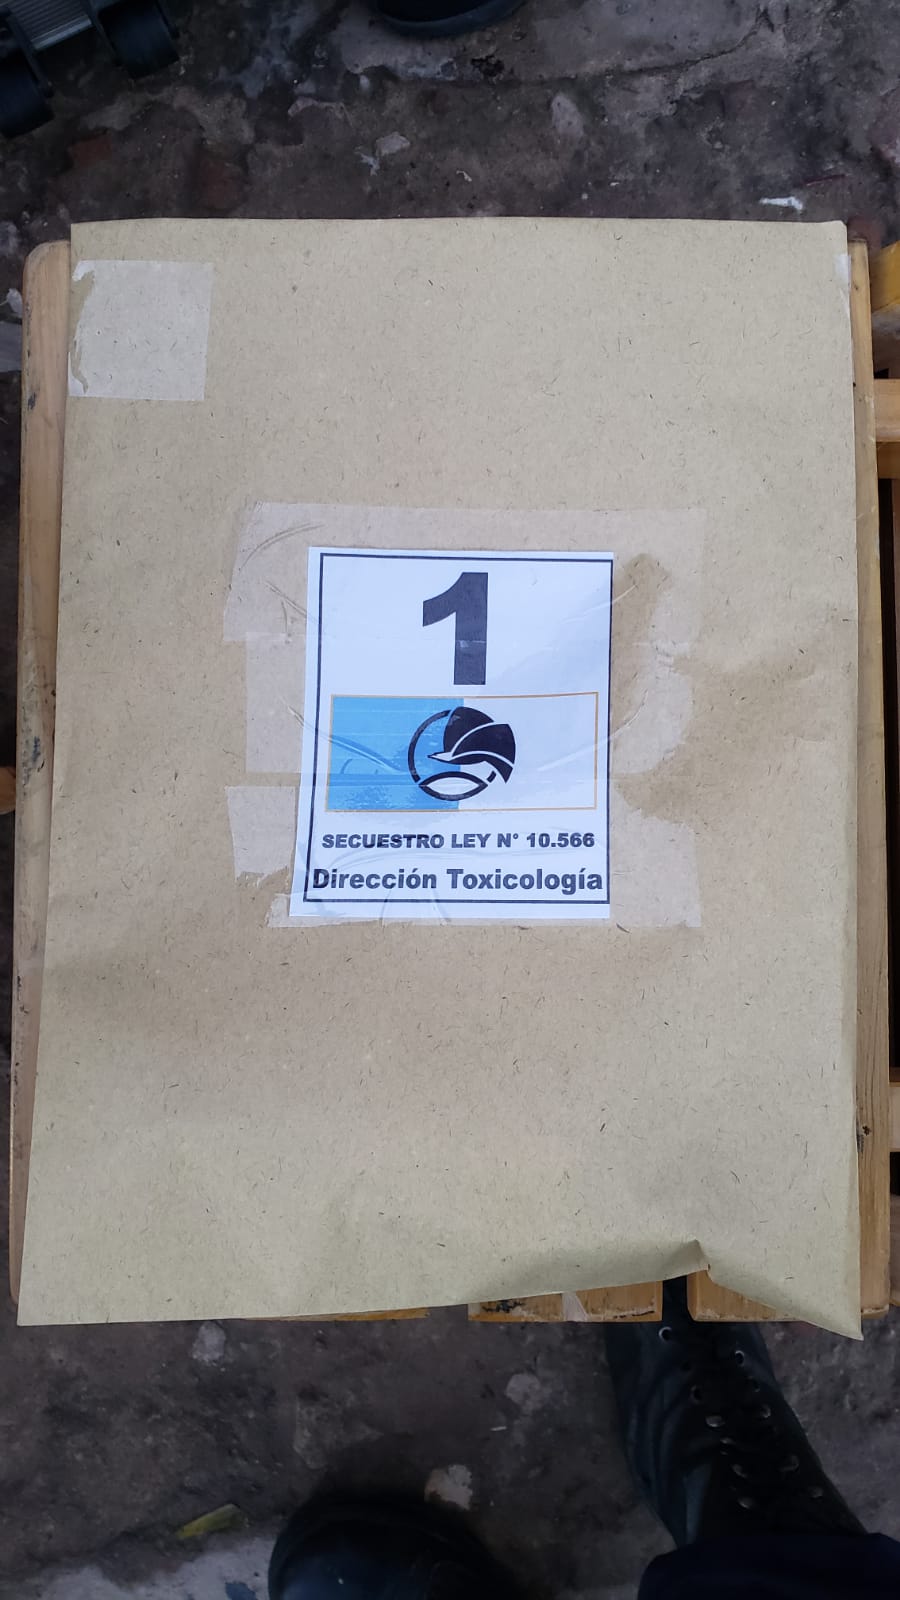 1
SECUESTRO LEY N° 10.566
Dirección Toxicología